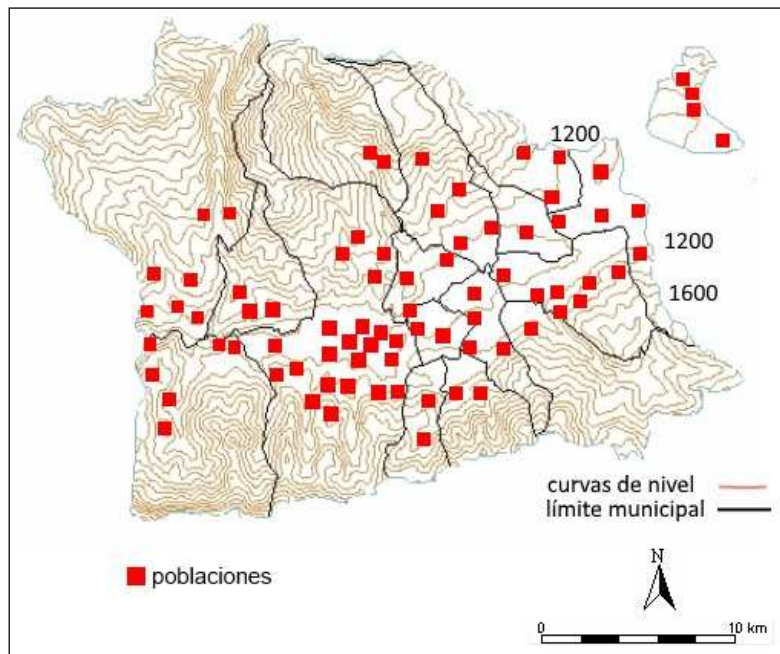 1200
1200
1600
curvas de nivel
límite municipal
poblaciones
N
0 10 km